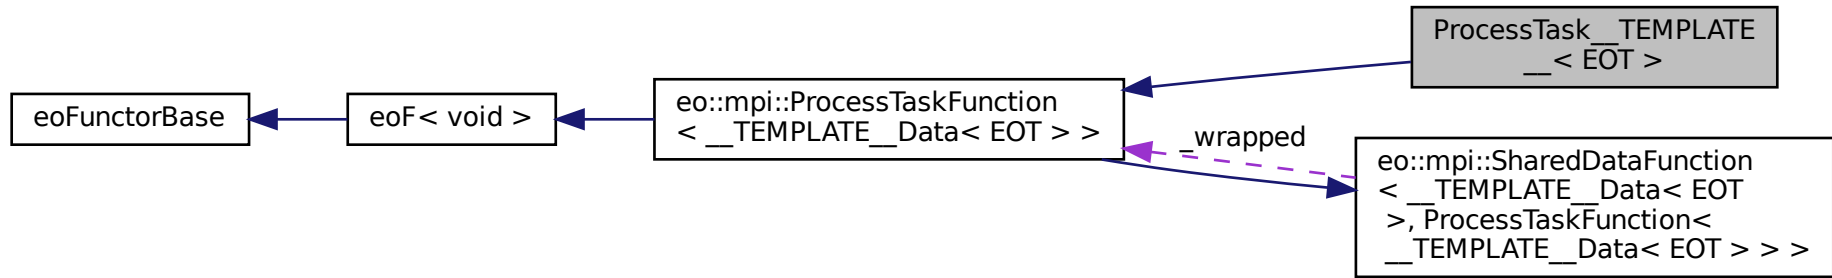 eoFunctorBase
eoF< void >
eo::mpi::ProcessTaskFunction
< __TEMPLATE__Data< EOT > >
ProcessTask__TEMPLATE
__< EOT >
_wrapped
eo::mpi::SharedDataFunction
< __TEMPLATE__Data< EOT
>, ProcessTaskFunction<
__TEMPLATE__Data< EOT > > >